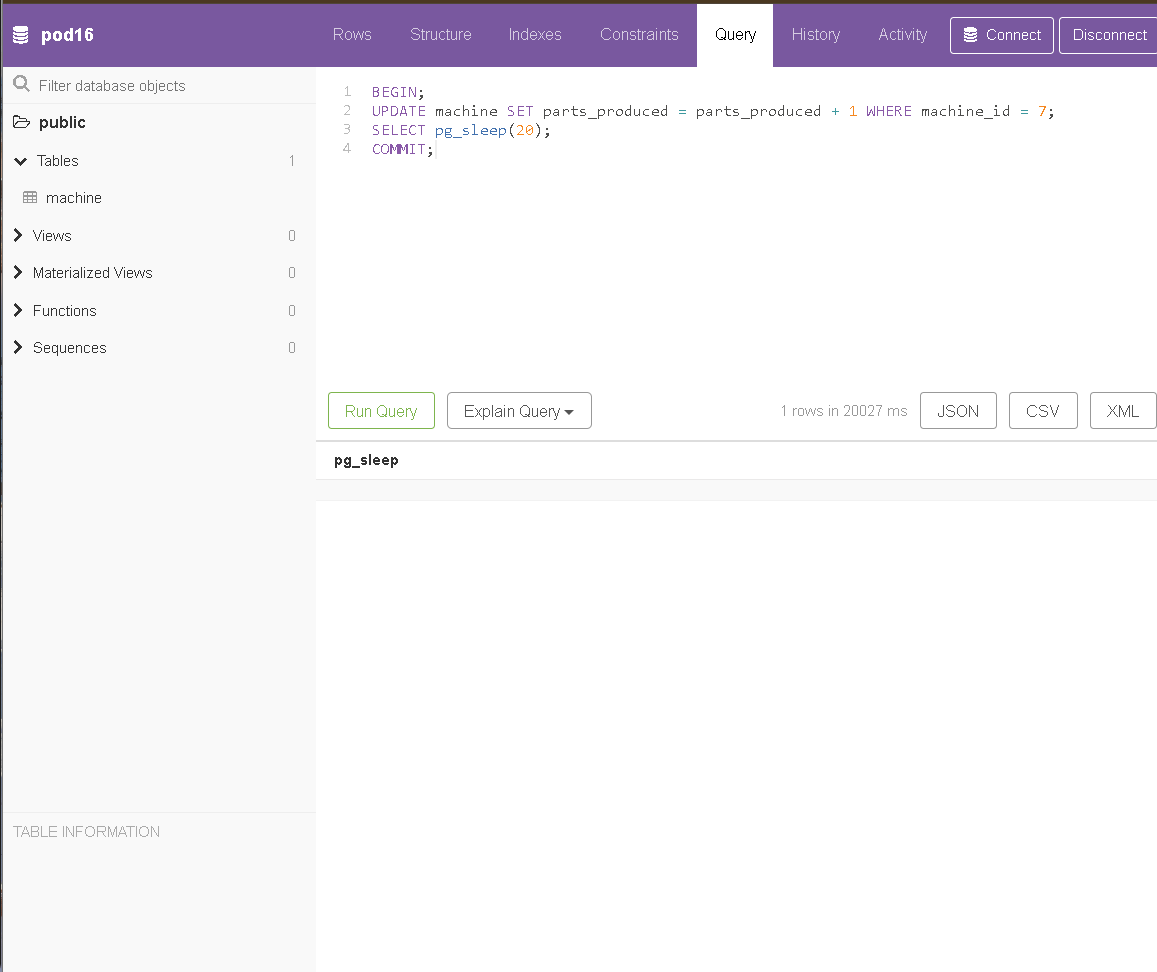 pod16 Rows Structure Indexes Constraints Query History Activity Connect Disconnect
Filter database objects
public
Tables 1
machine
Views 0
Materialized Views 0
Functions 0
Sequences 0
TABLE INFORMATION
1 BEGIN;
2 UPDATE machine SET parts_produced = parts_produced + 1 WHERE machine_id = 7;
3 SELECT pg_sleep(20);
4 COMMIT;
Run Query Explain Query 1 rows in 20027 ms JSON CSV XML
pg_sleep